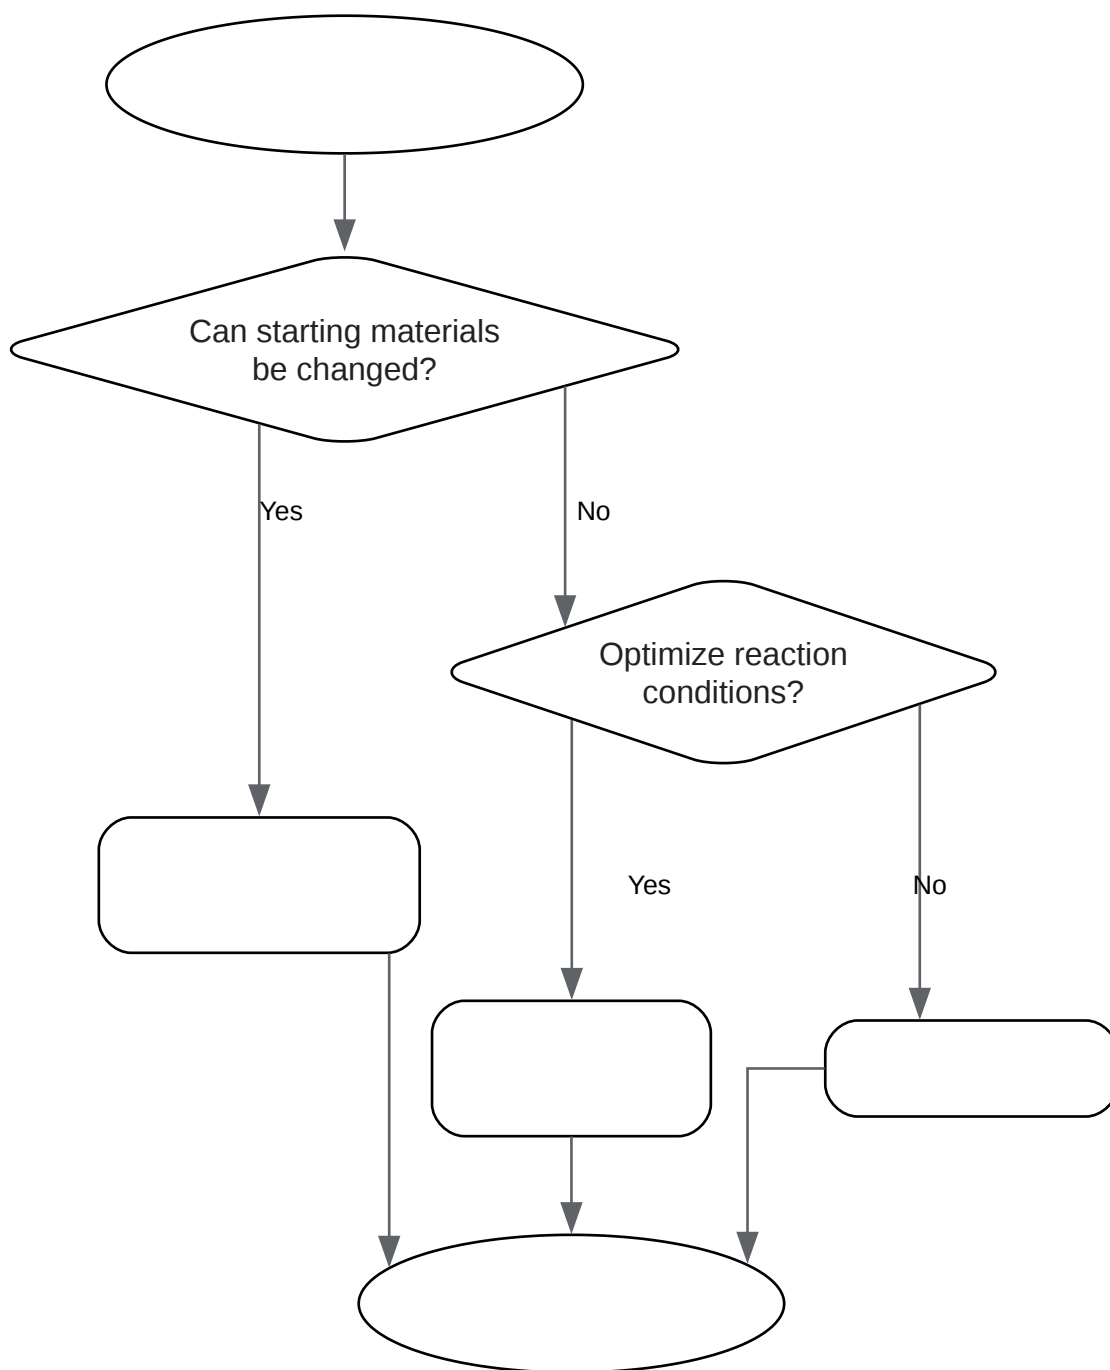 Can starting materials
be changed?
Yes
No
Optimize reaction
conditions?
Yes
No